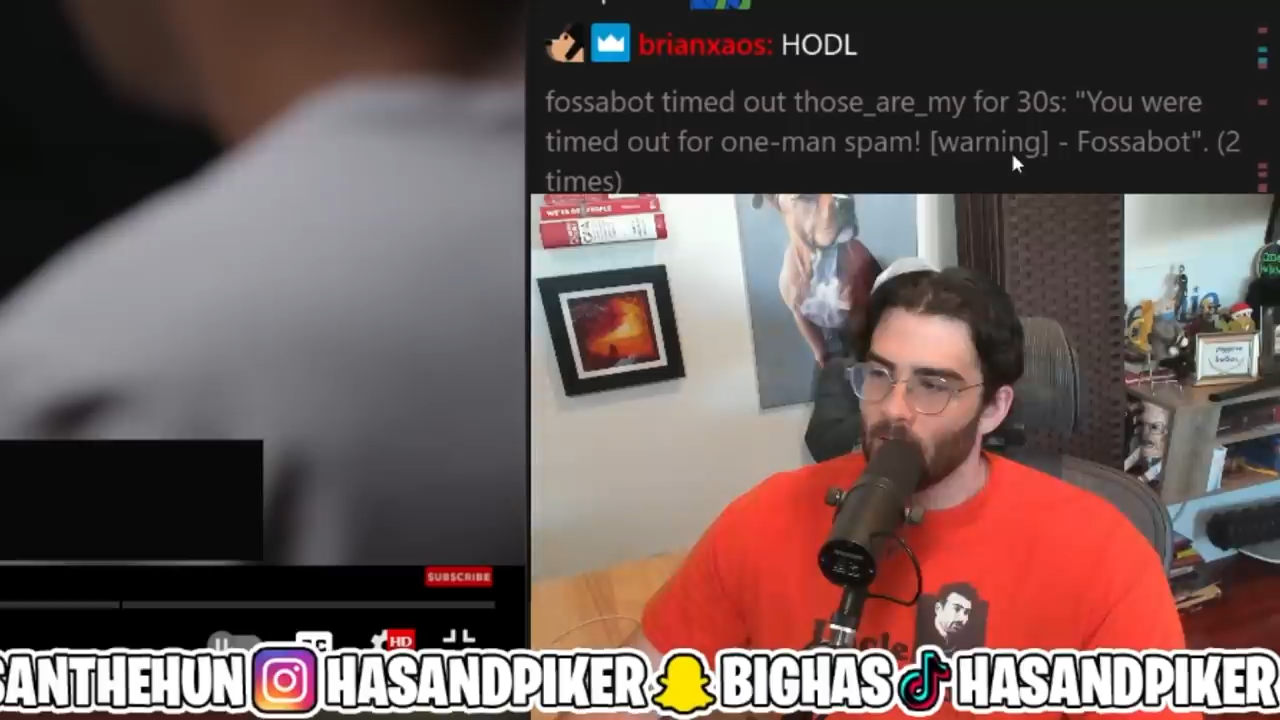 brianxaos: HODL
fossabot timed out those_are_my for 30s: "You were
timed out for one-man spam! [warning] - Fossabot". (2
times)
SUBSCRIBE
HD
SANTHEHUN HASANDPIKER BIGHAS HASANDPIKER